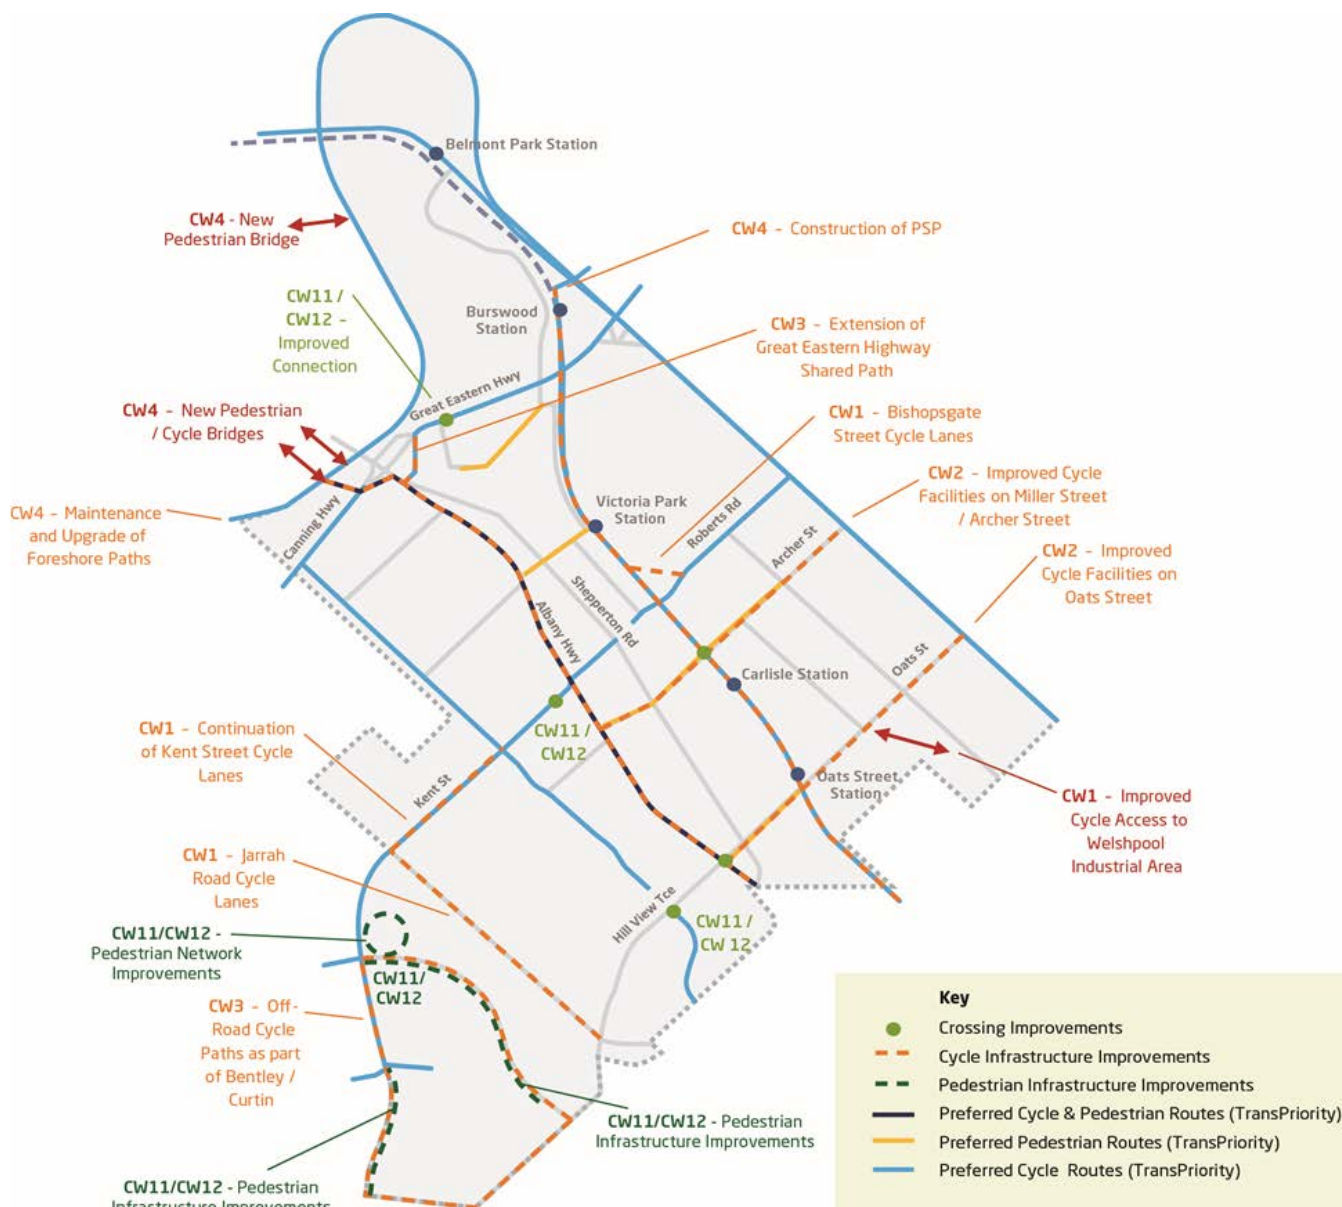 Belmont Park Station
CW4 - New
Pedestrian Bridge
CW4 - Construction of PSP
CW11 /
CW12 -
Improved
Connection
Burswood
Station
CW3 - Extension of
Great Eastern Highway
Shared Path
Great Eastern Hwy
CW4 - New Pedestrian
/ Cycle Bridges
CW1 - Bishopsgate
Street Cycle Lanes
CW2 - Improved Cycle
Facilities on Miller Street
/ Archer Street
CW4 - Maintenance
and Upgrade of
Foreshore Paths
Canning Hwy
Victoria Park
Station
Roberts Rd
Archer St
CW2 - Improved
Cycle Facilities on
Oats Street
Shepperton Rd
Albany Hwy
Oats St
Carlisle Station
CW1 - Continuation
of Kent Street Cycle
Lanes
CW11 /
CW12
Kent St
Oats Street
Station
CW1 - Improved
Cycle Access to
Welshpool
Industrial Area
CW1 - Jarrah
Road Cycle
Lanes
Hill View Tce
CW11 /
CW 12
CW11/CW12 -
Pedestrian Network
Improvements
CW11/
CW12
CW3 - Off-
Road Cycle
Paths as part
of Bentley /
Curtin
CW11/CW12 - Pedestrian
Infrastructure Improvements
CW11/CW12 - Pedestrian
Infrastructure Improvements
Key
Crossing Improvements
Cycle Infrastructure Improvements
Pedestrian Infrastructure Improvements
Preferred Cycle & Pedestrian Routes (TransPriority)
Preferred Pedestrian Routes (TransPriority)
Preferred Cycle Routes (TransPriority)